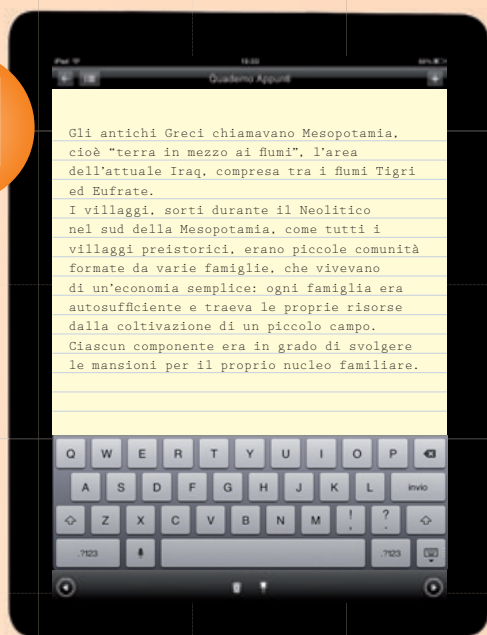 iPad
15:22
Quaderno Appunti
Gli antichi Greci chiamavano Mesopotamia,
cioè “terra in mezzo ai fiumi”, l’area
dell’attuale Iraq, compresa tra i fiumi Tigri
ed Eufrate.
I villaggi, sorti durante il Neolitico
nel sud della Mesopotamia, come tutti i
villaggi preistorici, erano piccole comunità
formate da varie famiglie, che vivevano
di un’economia semplice: ogni famiglia era
autosufficiente e traeva le proprie risorse
dalla coltivazione di un piccolo campo.
Ciascun componente era in grado di svolgere
le mansioni per il proprio nucleo familiare.
Q W E R T Y U I O P
A S D F G H J K L invio
Z X C V B N M ! , ? .
.?123 .?123